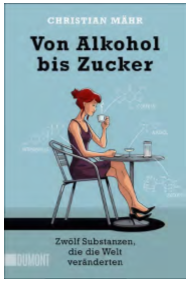 CHRISTIAN MÄHR
Von Alkohol
bis Zucker
Zwölf Substanzen,
die die Welt
veränderten
DUMONT